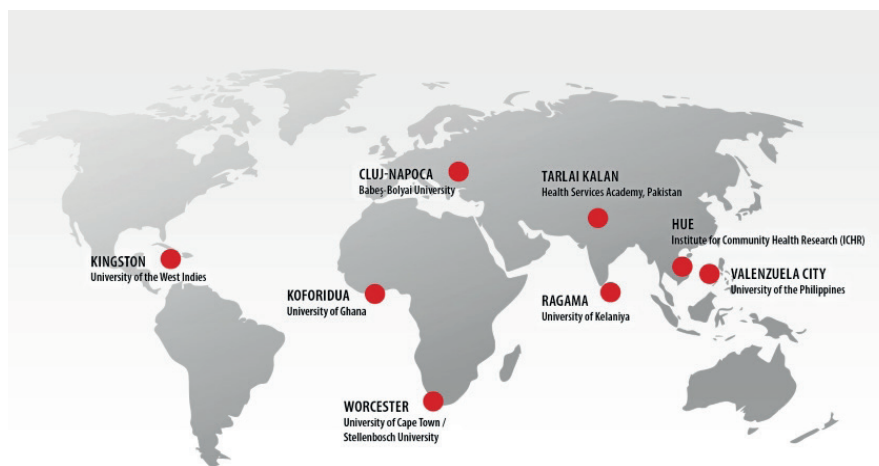 CLUJ-NAPOCA
Babeş-Bolyai University
TARLAI KALAN
Health Services Academy, Pakistan
HUE
Institute for Community Health Research (ICHR)
KINGSTON
University of the West Indies
VALENZUELA CITY
University of the Philippines
KOFORIDUA
University of Ghana
RAGAMA
University of Kelaniya
WORCESTER
University of Cape Town /
Stellenbosch University